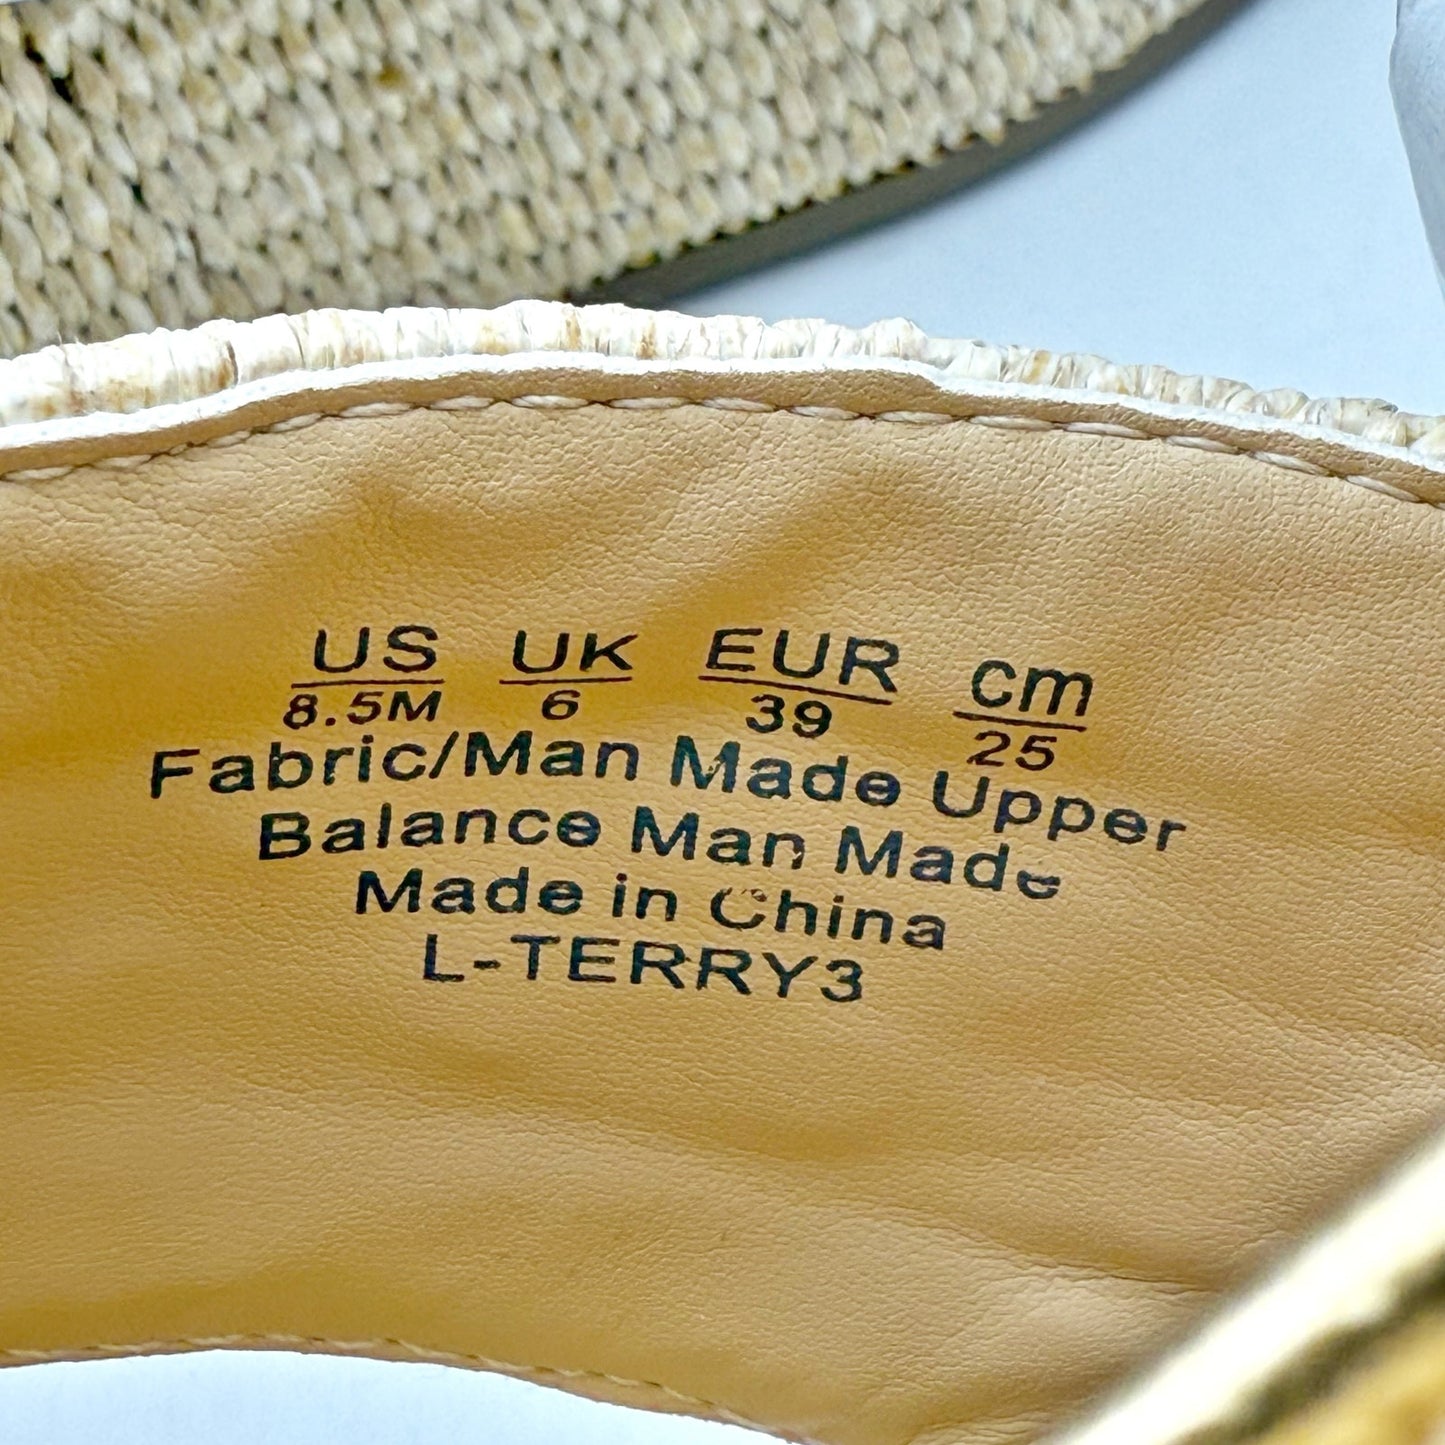 US UK EUR cm
8.5M 6 39 25
Fabric/Man Made Upper
Balance Man Made
Made in China
L-TERRY3